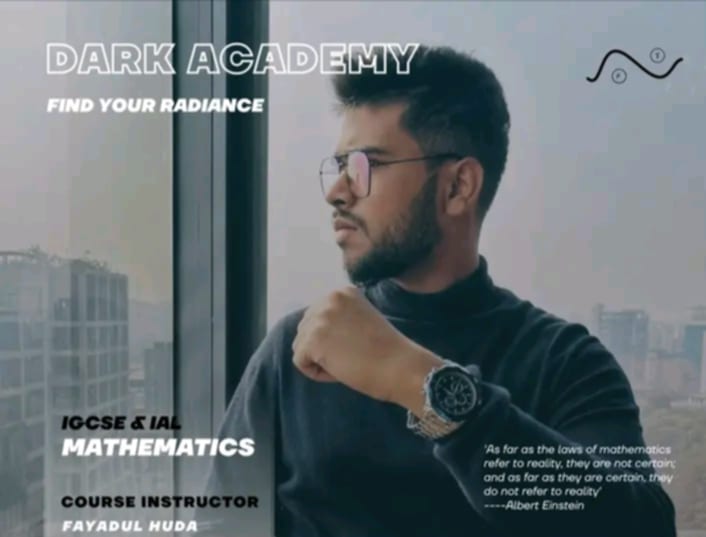 DARK ACADEMY
FIND YOUR RADIANCE
IGCSE & IAL
MATHEMATICS
COURSE INSTRUCTOR
FAYADUL HUDA
'As far as the laws of mathematics
refer to reality, they are not certain;
and as far as they are certain, they
do not refer to reality'
----Albert Einstein